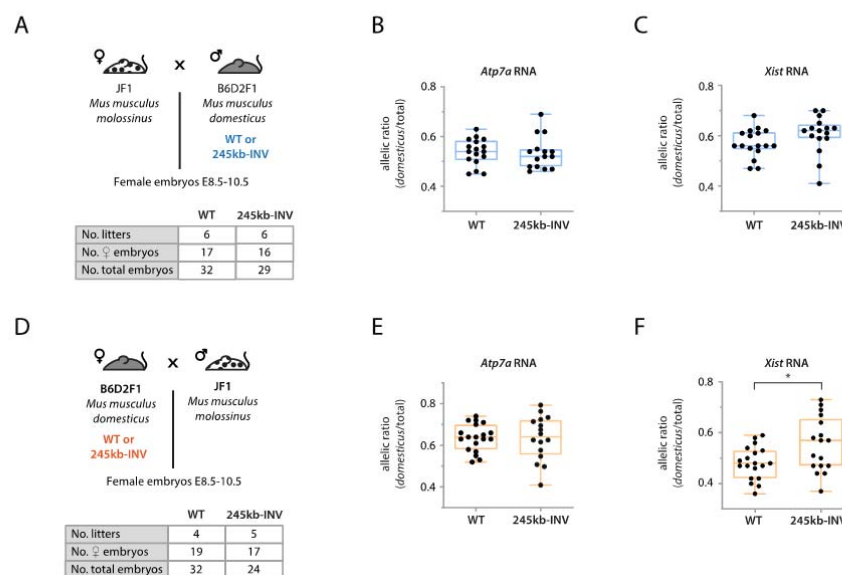 A
♀
x
♂
JF1
Mus musculus
molossinus
B6D2F1
Mus musculus
domesticus
WT or
245kb-INV
Female embryos E8.5-10.5
WT 245kb-INV
No. litters 6 6
No. ♀ embryos 17 16
No. total embryos 32 29
B
Atp7a RNA
allelic ratio
(domesticus/total)
0.8
0.6
0.4
WT 245kb-INV
C
Xist RNA
allelic ratio
(domesticus/total)
0.8
0.6
0.4
WT 245kb-INV
D
♀
x
♂
B6D2F1
Mus musculus
domesticus
WT or
245kb-INV
JF1
Mus musculus
molossinus
Female embryos E8.5-10.5
WT 245kb-INV
No. litters 4 5
No. ♀ embryos 19 17
No. total embryos 32 24
E
Atp7a RNA
allelic ratio
(domesticus/total)
0.8
0.6
0.4
WT 245kb-INV
F
Xist RNA
*
allelic ratio
(domesticus/total)
0.8
0.6
0.4
WT 245kb-INV